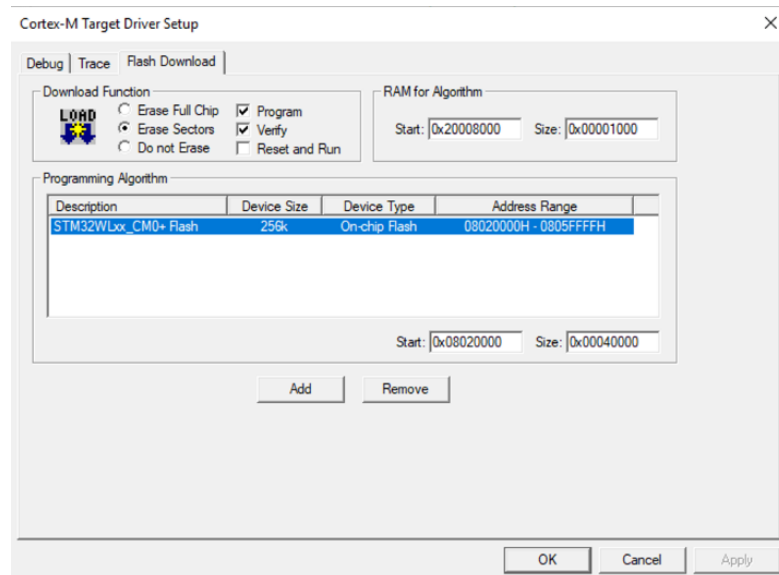 Cortex-M Target Driver Setup
Debug Trace Flash Download
Download Function
LOAD
Erase Full Chip
Erase Sectors
Do not Erase
Program
Verify
Reset and Run
RAM for Algorithm
Start: 0x20008000 Size: 0x00001000
Programming Algorithm
Description Device Size Device Type Address Range
STM32WLxx_CM0+ Flash 256k On-chip Flash 08020000H - 0805FFFFH
Start: 0x08020000 Size: 0x00040000
Add Remove
OK Cancel Apply